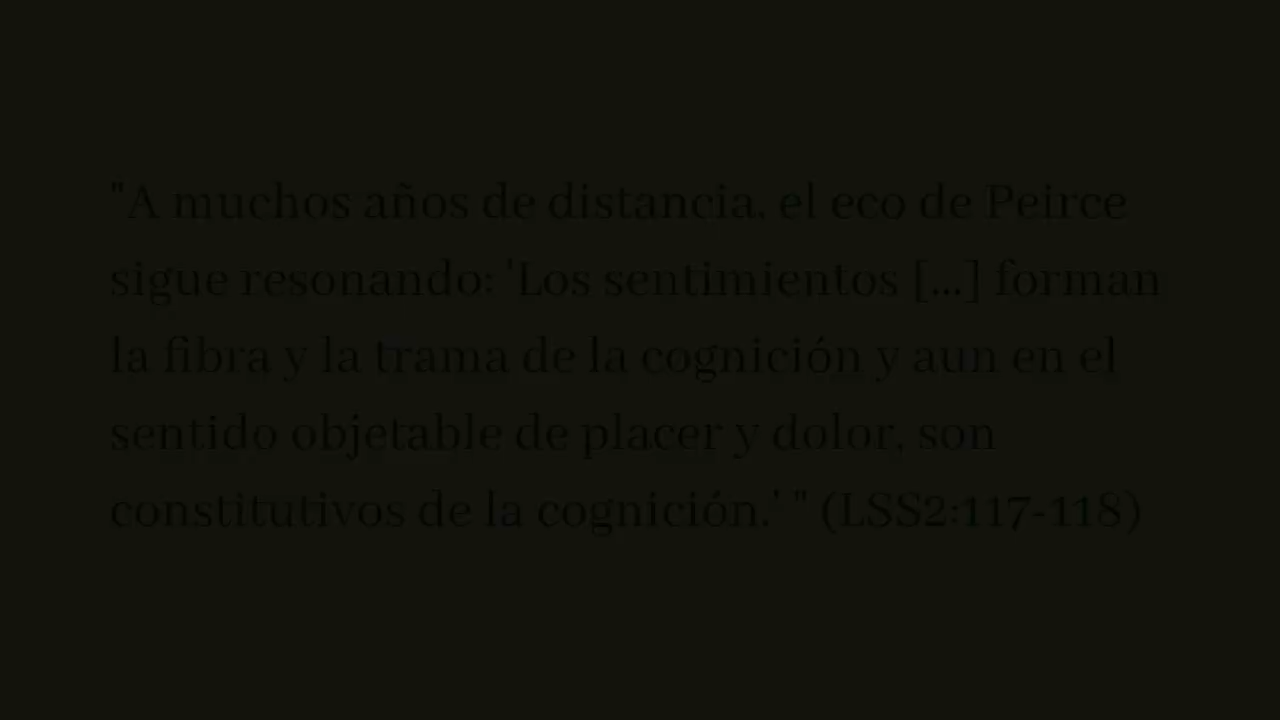 "A muchos años de distancia, el eco de Peirce
sigue resonando: 'Los sentimientos [...] forman
la fibra y la trama de la cognición y aun en el
sentido objetable de placer y dolor, son
constitutivos de la cognición.' " (LSS2:117-118)